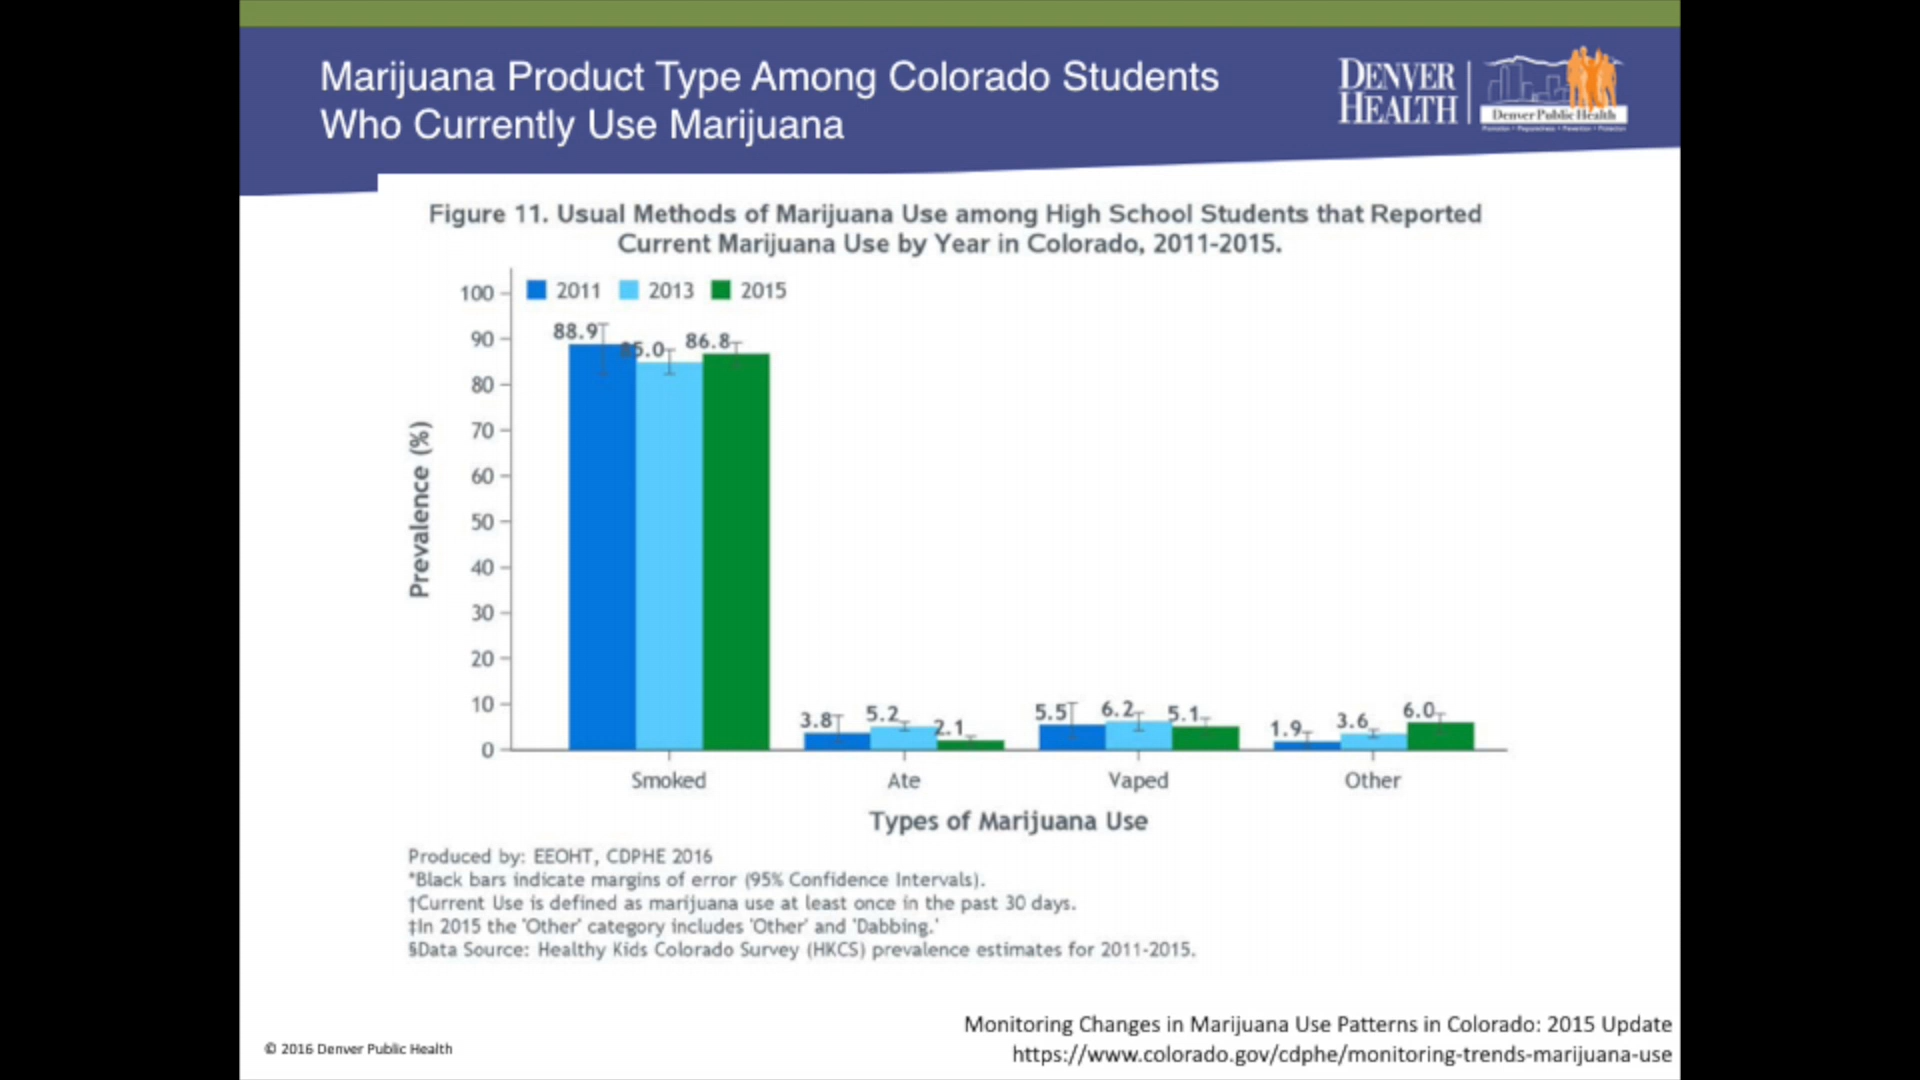 Marijuana Product Type Among Colorado Students
Who Currently Use Marijuana
DENVER
HEALTH
Denver Public Health
Promotion • Preparedness • Prevention • Protection
Figure 11. Usual Methods of Marijuana Use among High School Students that Reported
Current Marijuana Use by Year in Colorado, 2011-2015.
2011 2013 2015
100
90
80
70
60
50
40
30
20
10
0
Prevalence (%)
88.9 85.0 86.8
3.8 5.2 2.1
5.5 6.2 5.1
1.9 3.6 6.0
Smoked Ate Vaped Other
Types of Marijuana Use
Produced by: EEOHT, CDPHE 2016
*Black bars indicate margins of error (95% Confidence Intervals).
†Current Use is defined as marijuana use at least once in the past 30 days.
‡In 2015 the 'Other' category includes 'Other' and 'Dabbing.'
§Data Source: Healthy Kids Colorado Survey (HKCS) prevalence estimates for 2011-2015.
Monitoring Changes in Marijuana Use Patterns in Colorado: 2015 Update
https://www.colorado.gov/cdphe/monitoring-trends-marijuana-use
© 2016 Denver Public Health